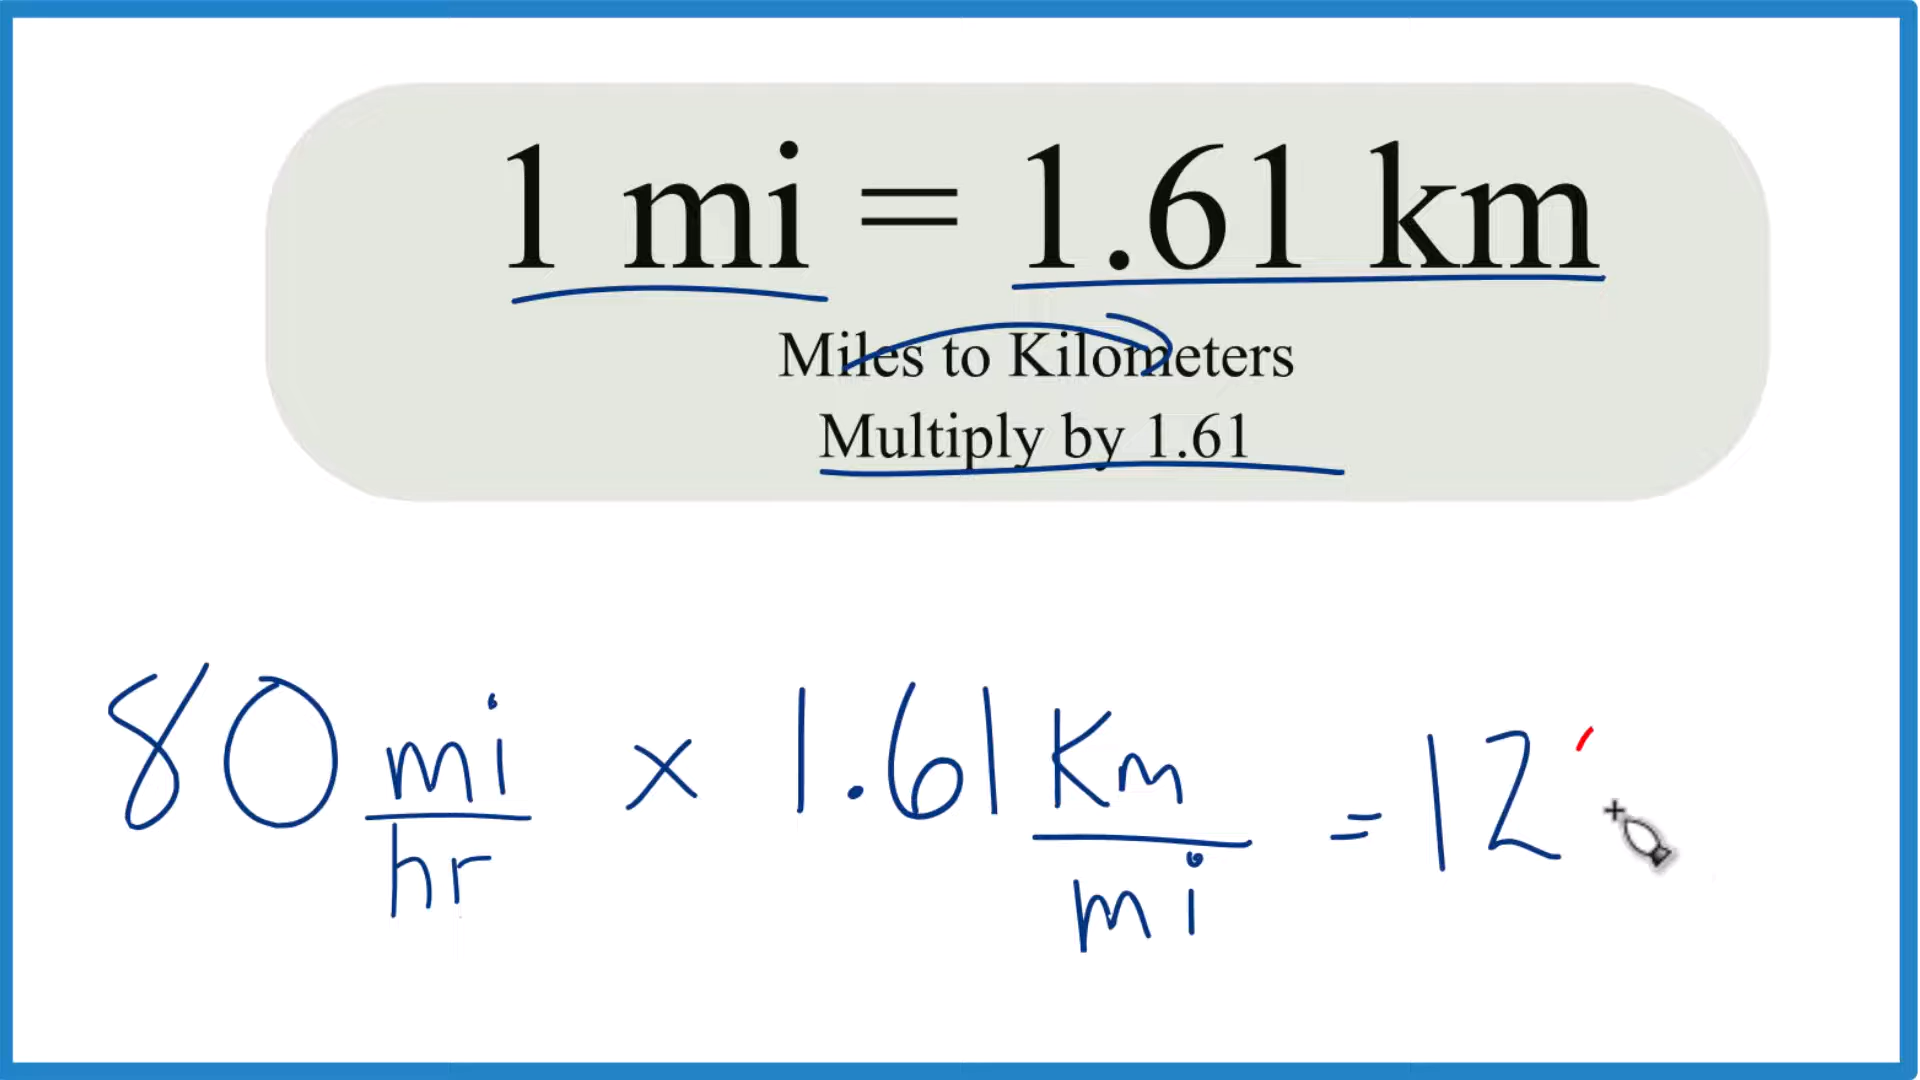 1 mi = 1.61 km
Miles to Kilometers
Multiply by 1.61
80 mi/hr x 1.61 Km/mi = 12